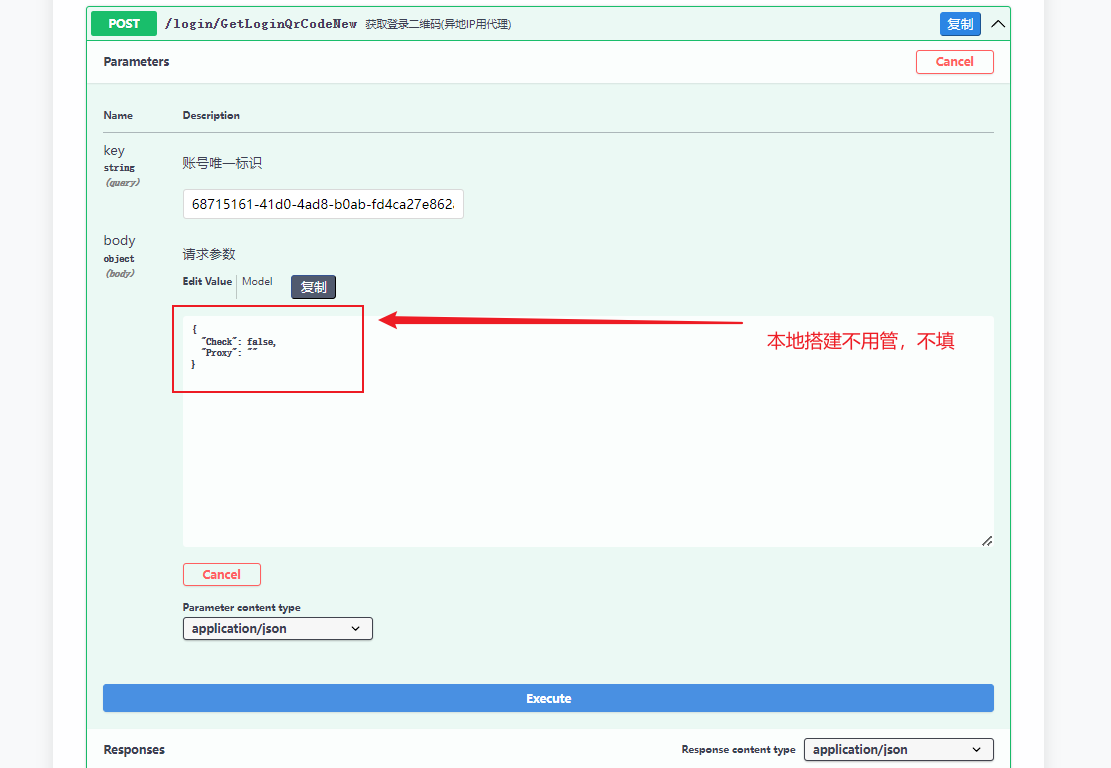 POST /login/GetLoginQrCodeNew 获取登录二维码(异地IP用代理) 复制
Parameters Cancel
Name Description
key
string
(query)
账号唯一标识
68715161-41d0-4ad8-b0ab-fd4ca27e862
body
object
(body)
请求参数
Edit Value Model 复制
{
"Check": false,
"Proxy": ""
}
本地搭建不用管，不填
Cancel
Parameter content type
application/json
Execute
Responses Response content type application/json